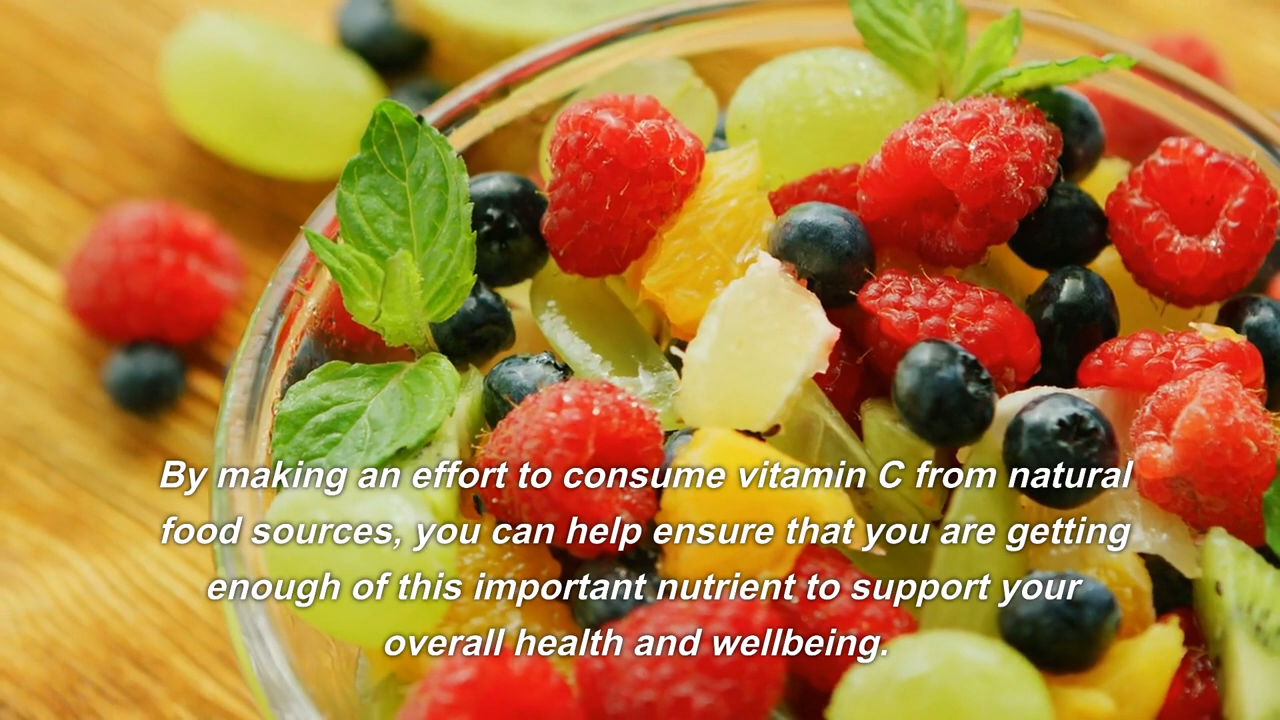 By making an effort to consume vitamin C from natural
food sources, you can help ensure that you are getting
enough of this important nutrient to support your
overall health and wellbeing.